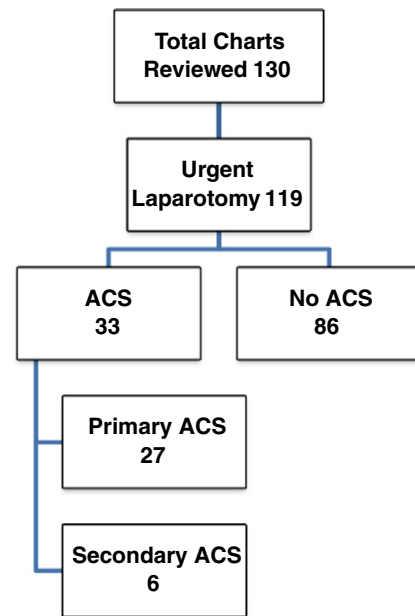 Total Charts
Reviewed 130
Urgent
Laparotomy 119
ACS
33
No ACS
86
Primary ACS
27
Secondary ACS
6